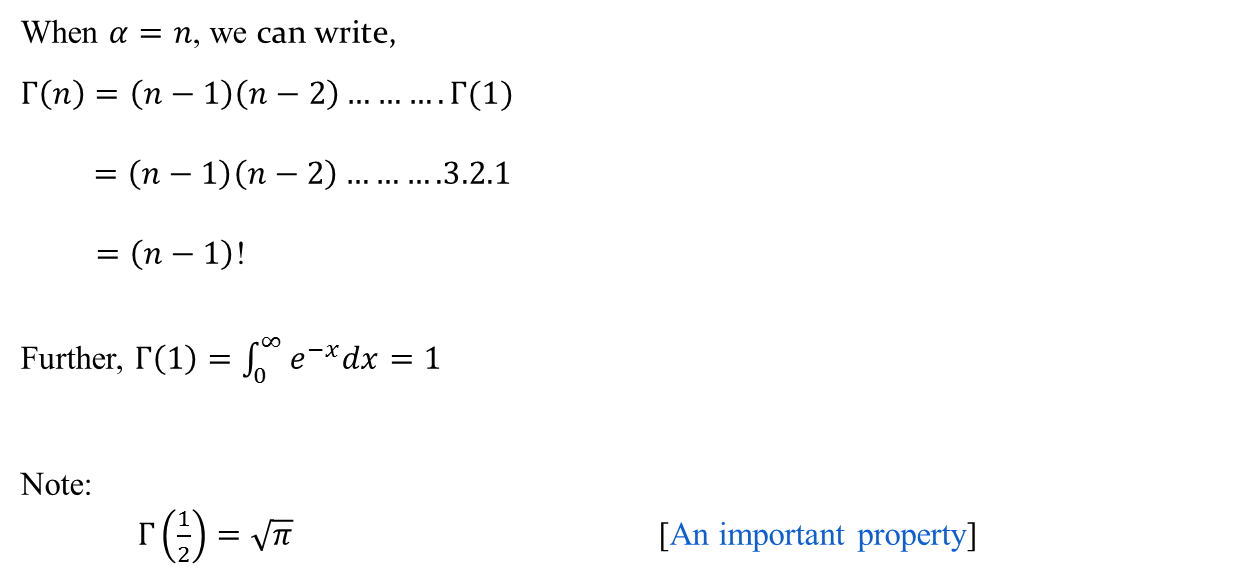 When α = n, we can write,
Γ(n) = (n − 1)(n − 2) … … … . Γ(1)
= (n − 1)(n − 2) … … … .3.2.1
= (n − 1)!
Further, Γ(1) = ∫₀^∞ e^{−x} dx = 1
Note:
Γ(1/2) = √π [An important property]